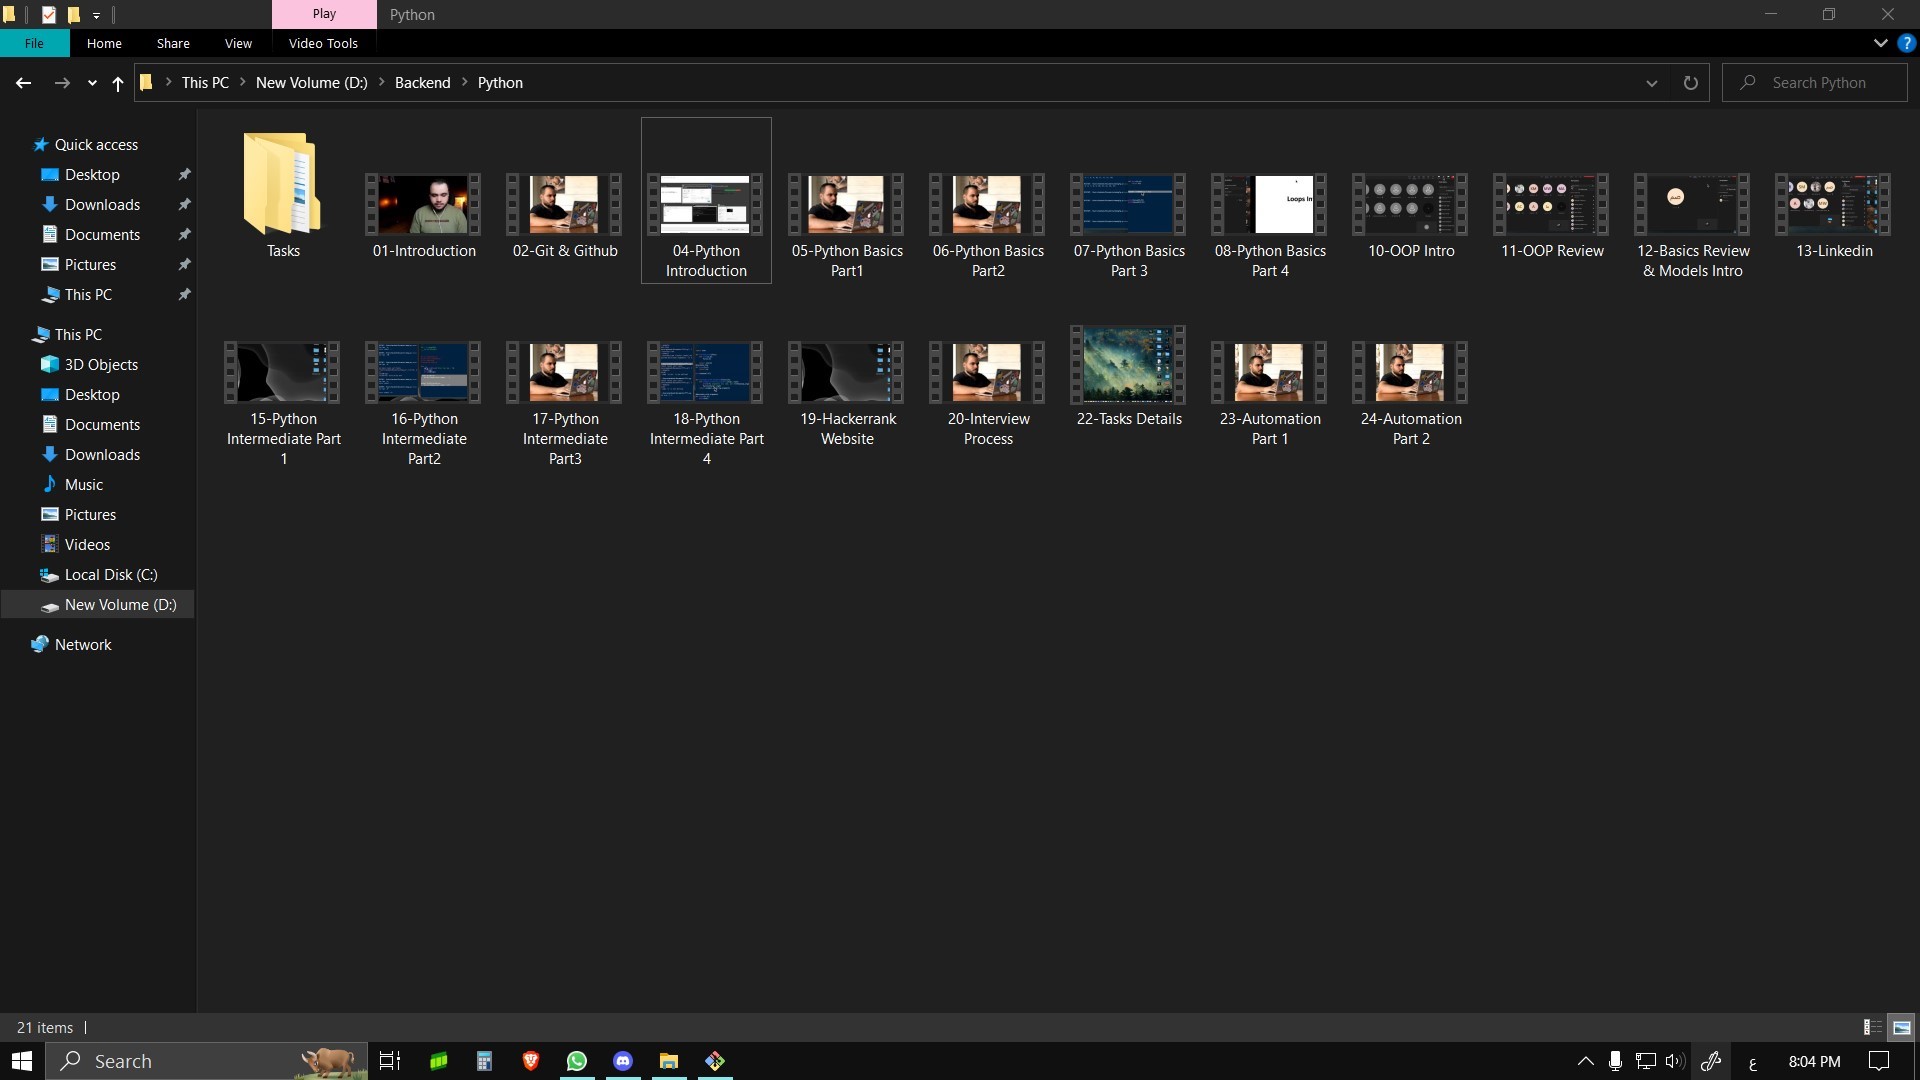 Play
Python
File
Home
Share
View
Video Tools
This PC
New Volume (D:)
Backend
Python
Search Python
Quick access
Desktop
Downloads
Documents
Pictures
This PC
This PC
3D Objects
Desktop
Documents
Downloads
Music
Pictures
Videos
Local Disk (C:)
New Volume (D:)
Network
Tasks
01-Introduction
02-Git & Github
04-Python
Introduction
05-Python Basics
Part1
06-Python Basics
Part2
07-Python Basics
Part 3
Loops In
08-Python Basics
Part 4
10-OOP Intro
11-OOP Review
12-Basics Review
& Models Intro
13-Linkedin
15-Python
Intermediate Part
1
16-Python
Intermediate
Part2
17-Python
Intermediate
Part3
18-Python
Intermediate Part
4
19-Hackerrank
Website
20-Interview
Process
22-Tasks Details
23-Automation
Part 1
24-Automation
Part 2
21 items
Search
ع
8:04 PM